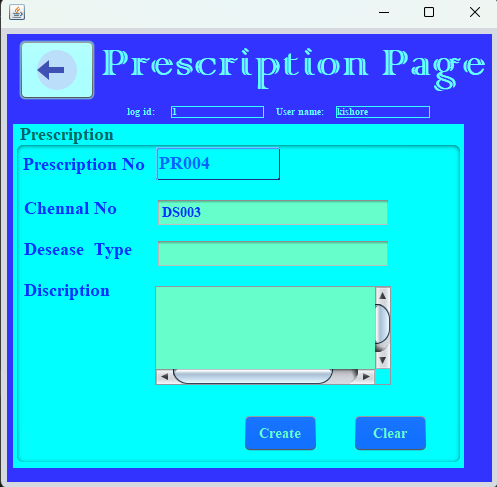 Prescription Page
log id: 1 User name: kishore
Prescription
Prescription No PR004
Chennal No DS003
Desease Type
Discription
Create Clear